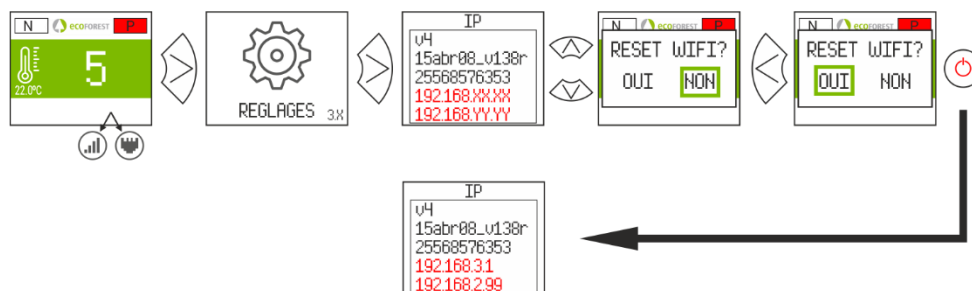 N ecoFOREST P
5
22.0ºC
REGLAGES 3.X
IP
v4
15abr08_v138r
25568576353
192.168.XX.XX
192.168.YY.YY
N ecoFOREST P
RESET WIFI?
OUI NON
N ecoFOREST P
RESET WIFI?
OUI NON
IP
v4
15abr08_v138r
25568576353
192.168.3.1
192.168.2.99